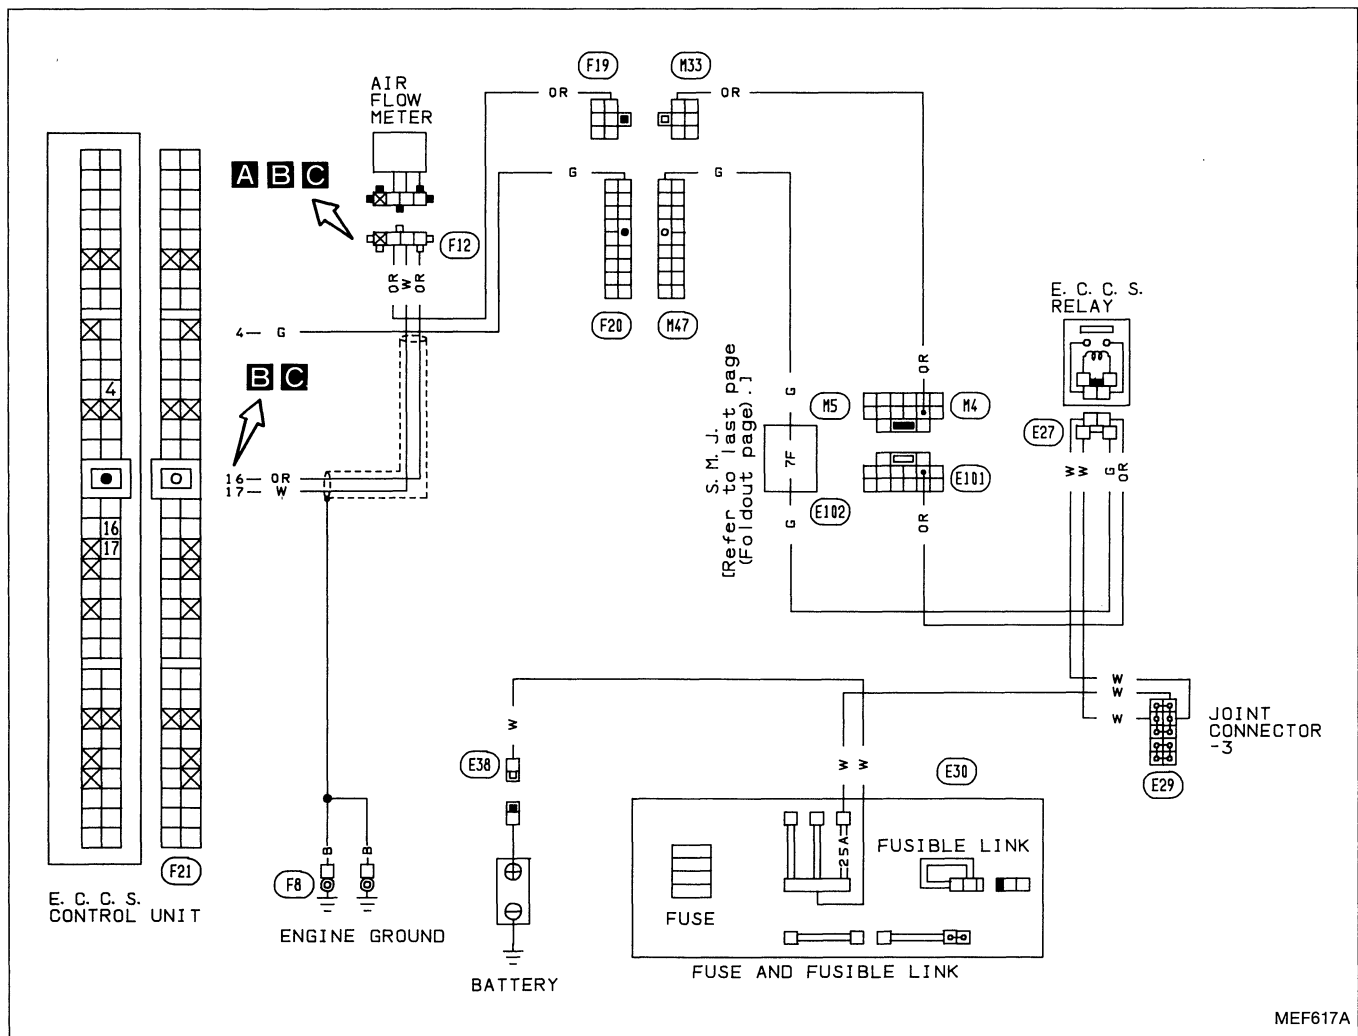 F19
M33
AIR
FLOW
METER
OR
OR
A B C
G
G
F12
OR
W
OR
4
G
F20
M47
E. C. C. S.
RELAY
B C
4
OR
G
M5
M4
E27
S. M. J.
[Refer to last page
(Foldout page).]
7F
W
W
G
OR
16 OR
17 W
E101
E102
G
OR
16
17
W
W
W
W
JOINT
CONNECTOR
-3
E38
W
W
E30
E29
25A
FUSIBLE LINK
B
B
F21
F8
FUSE
E. C. C. S.
CONTROL UNIT
ENGINE GROUND
BATTERY
FUSE AND FUSIBLE LINK
MEF617A